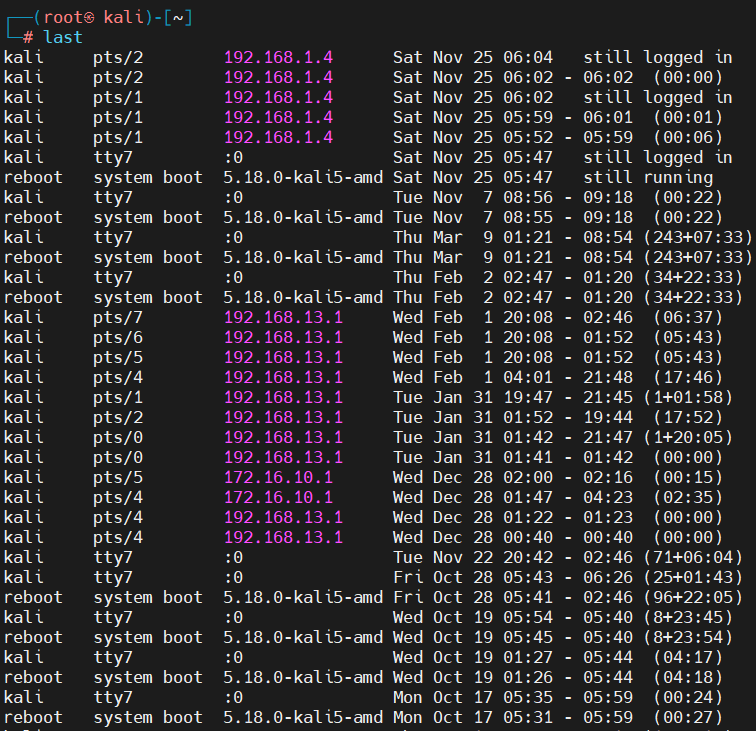 ┌──(root㉿ kali)-[~]
└─# last
kali     pts/2        192.168.1.4      Sat Nov 25 06:04   still logged in
kali     pts/2        192.168.1.4      Sat Nov 25 06:02 - 06:02  (00:00)
kali     pts/1        192.168.1.4      Sat Nov 25 06:02   still logged in
kali     pts/1        192.168.1.4      Sat Nov 25 05:59 - 06:01  (00:01)
kali     pts/1        192.168.1.4      Sat Nov 25 05:52 - 05:59  (00:06)
kali     tty7         :0               Sat Nov 25 05:47   still logged in
reboot   system boot  5.18.0-kali5-amd Sat Nov 25 05:47   still running
kali     tty7         :0               Tue Nov  7 08:56 - 09:18  (00:22)
reboot   system boot  5.18.0-kali5-amd Tue Nov  7 08:55 - 09:18  (00:22)
kali     tty7         :0               Thu Mar  9 01:21 - 08:54 (243+07:33)
reboot   system boot  5.18.0-kali5-amd Thu Mar  9 01:21 - 08:54 (243+07:33)
kali     tty7         :0               Thu Feb  2 02:47 - 01:20 (34+22:33)
reboot   system boot  5.18.0-kali5-amd Thu Feb  2 02:47 - 01:20 (34+22:33)
kali     pts/7        192.168.13.1     Wed Feb  1 20:08 - 02:46  (06:37)
kali     pts/6        192.168.13.1     Wed Feb  1 20:08 - 01:52  (05:43)
kali     pts/5        192.168.13.1     Wed Feb  1 20:08 - 01:52  (05:43)
kali     pts/4        192.168.13.1     Wed Feb  1 04:01 - 21:48  (17:46)
kali     pts/1        192.168.13.1     Tue Jan 31 19:47 - 21:45 (1+01:58)
kali     pts/2        192.168.13.1     Tue Jan 31 01:52 - 19:44  (17:52)
kali     pts/0        192.168.13.1     Tue Jan 31 01:42 - 21:47 (1+20:05)
kali     pts/0        192.168.13.1     Tue Jan 31 01:41 - 01:42  (00:00)
kali     pts/5        172.16.10.1      Wed Dec 28 02:00 - 02:16  (00:15)
kali     pts/4        172.16.10.1      Wed Dec 28 01:47 - 04:23  (02:35)
kali     pts/4        192.168.13.1     Wed Dec 28 01:22 - 01:23  (00:00)
kali     pts/4        192.168.13.1     Wed Dec 28 00:40 - 00:40  (00:00)
kali     tty7         :0               Tue Nov 22 20:42 - 02:46 (71+06:04)
kali     tty7         :0               Fri Oct 28 05:43 - 06:26 (25+01:43)
reboot   system boot  5.18.0-kali5-amd Fri Oct 28 05:41 - 02:46 (96+22:05)
kali     tty7         :0               Wed Oct 19 05:54 - 05:40 (8+23:45)
reboot   system boot  5.18.0-kali5-amd Wed Oct 19 05:45 - 05:40 (8+23:54)
kali     tty7         :0               Wed Oct 19 01:27 - 05:44  (04:17)
reboot   system boot  5.18.0-kali5-amd Wed Oct 19 01:26 - 05:44  (04:18)
kali     tty7         :0               Mon Oct 17 05:35 - 05:59  (00:24)
reboot   system boot  5.18.0-kali5-amd Mon Oct 17 05:31 - 05:59  (00:27)